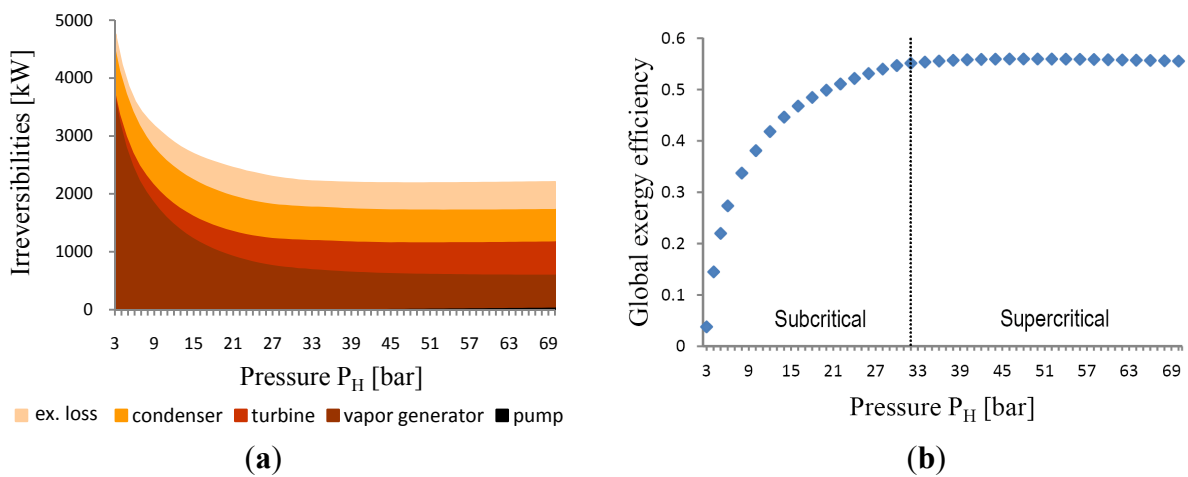 Irreversibilities [kW]
5000
4000
3000
2000
1000
0
3 9 15 21 27 33 39 45 51 57 63 69
Pressure P_H [bar]
ex. loss condenser turbine vapor generator pump
(a)
Global exergy efficiency
0.6
0.5
0.4
0.3
0.2
0.1
0
Subcritical Supercritical
3 9 15 21 27 33 39 45 51 57 63 69
Pressure P_H [bar]
(b)